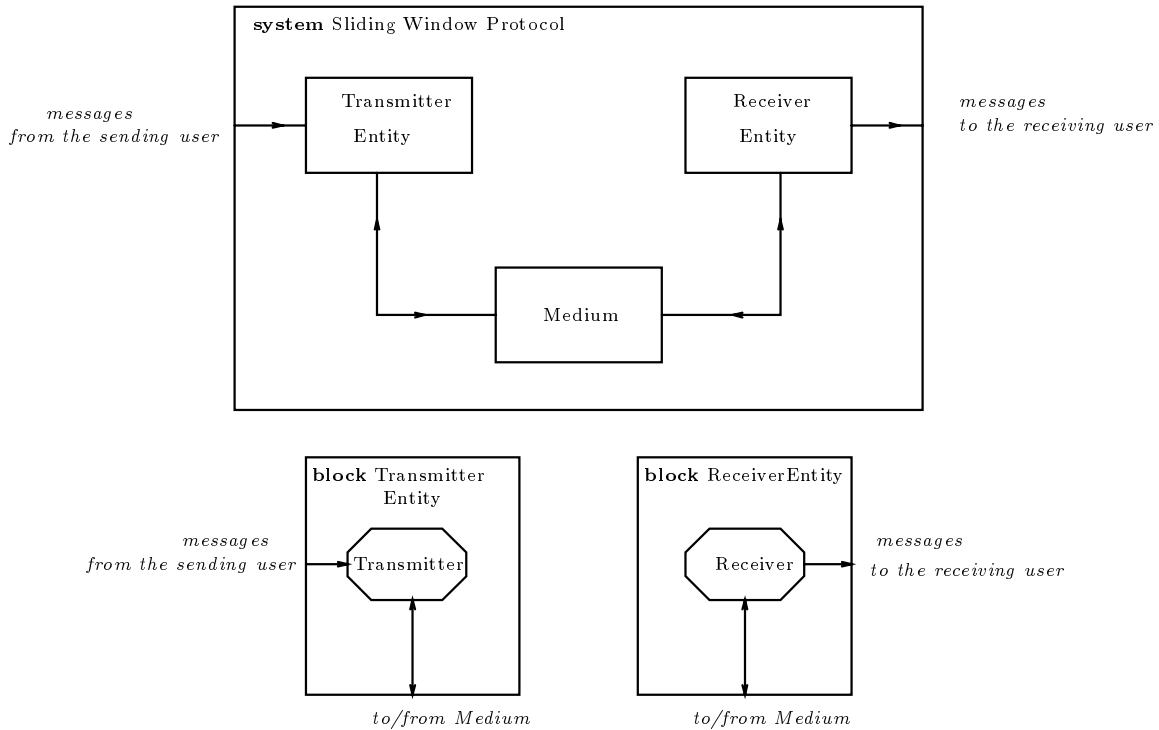 system Sliding Window Protocol
messages
from the sending user
Transmitter
Entity
Receiver
Entity
messages
to the receiving user
Medium
block Transmitter
Entity
messages
from the sending user
Transmitter
to/from Medium
block ReceiverEntity
Receiver
messages
to the receiving user
to/from Medium